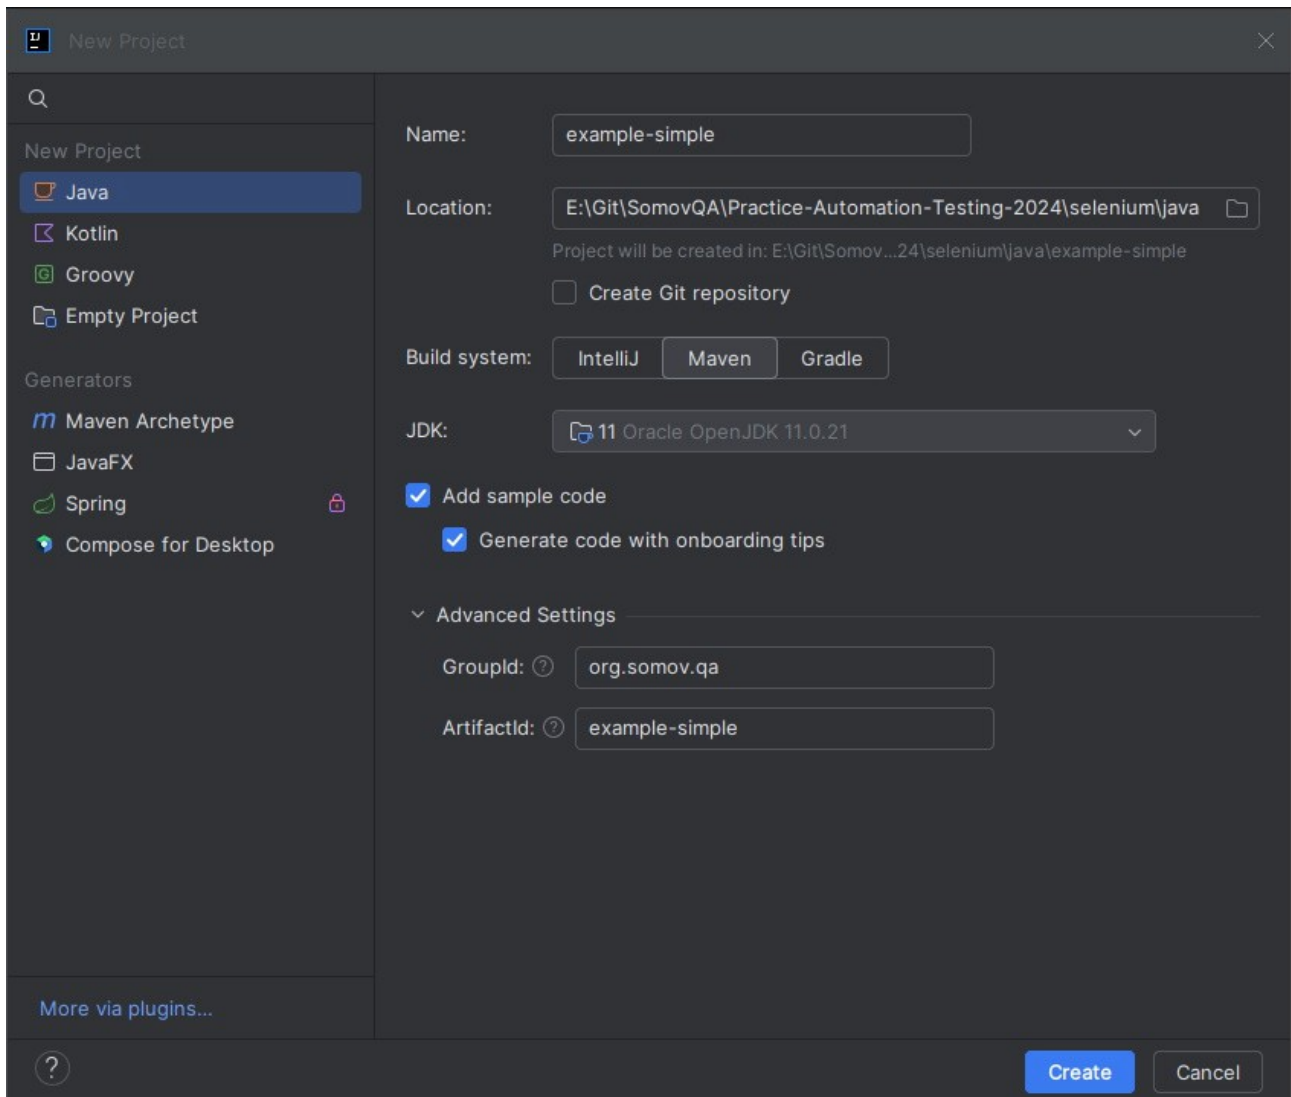 New Project
New Project
Java
Kotlin
Groovy
Empty Project
Generators
Maven Archetype
JavaFX
Spring
Compose for Desktop
More via plugins...
Name: example-simple
Location: E:\Git\SomovQA\Practice-Automation-Testing-2024\selenium\java
Project will be created in: E:\Git\Somov...24\selenium\java\example-simple
Create Git repository
Build system: IntelliJ Maven Gradle
JDK: 11 Oracle OpenJDK 11.0.21
Add sample code
Generate code with onboarding tips
Advanced Settings
GroupId: ? org.somov.qa
ArtifactId: ? example-simple
? Create Cancel